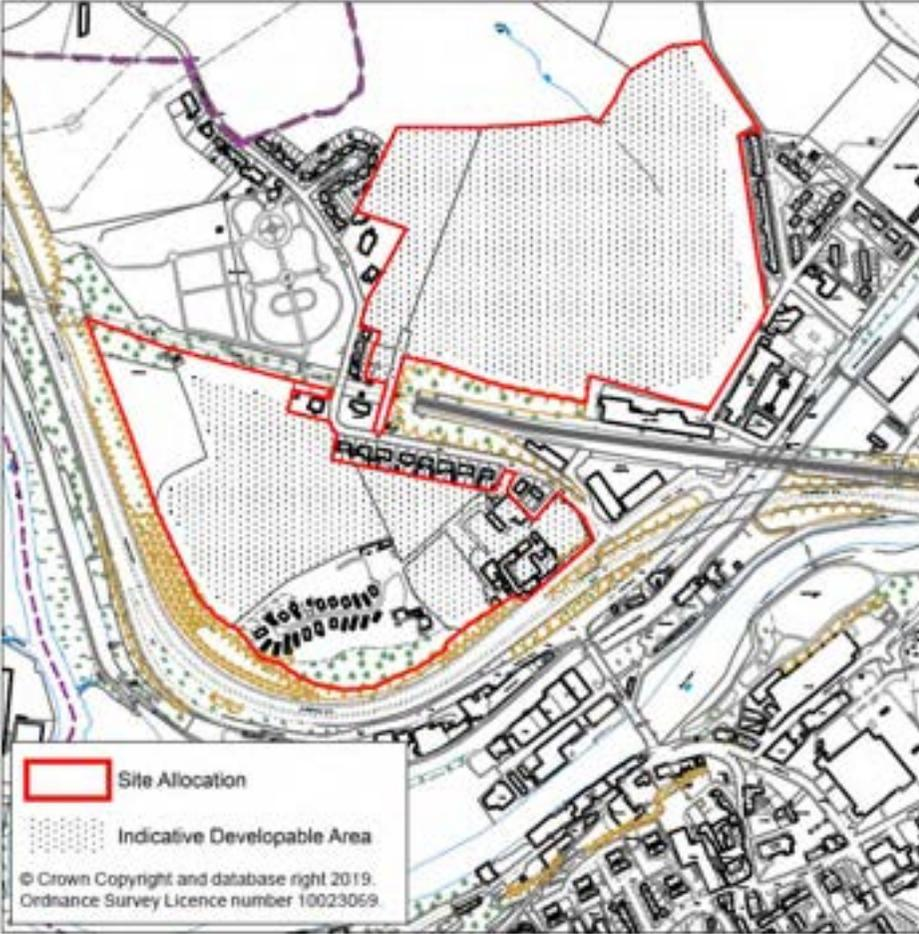 Site Allocation
Indicative Developable Area
© Crown Copyright and database right 2019.
Ordnance Survey Licence number 10023069.